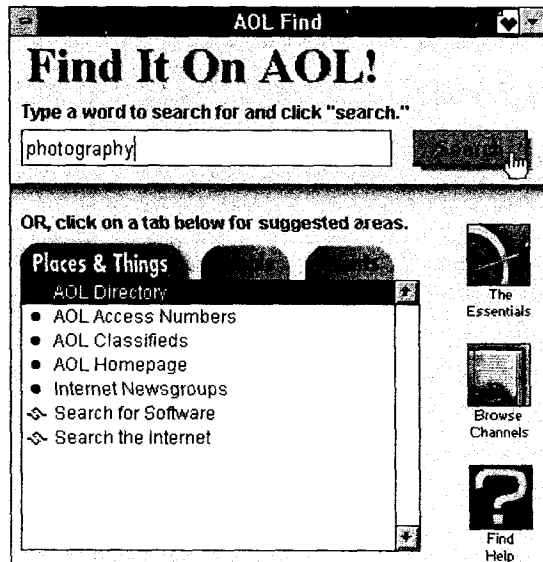 AOL Find
Find It On AOL!
Type a word to search for and click "search."
photography
Search
OR, click on a tab below for suggested areas.
Places & Things
AOL Directory
AOL Access Numbers
AOL Classifieds
AOL Homepage
Internet Newsgroups
Search for Software
Search the Internet
The
Essentials
Browse
Channels
Find
Help